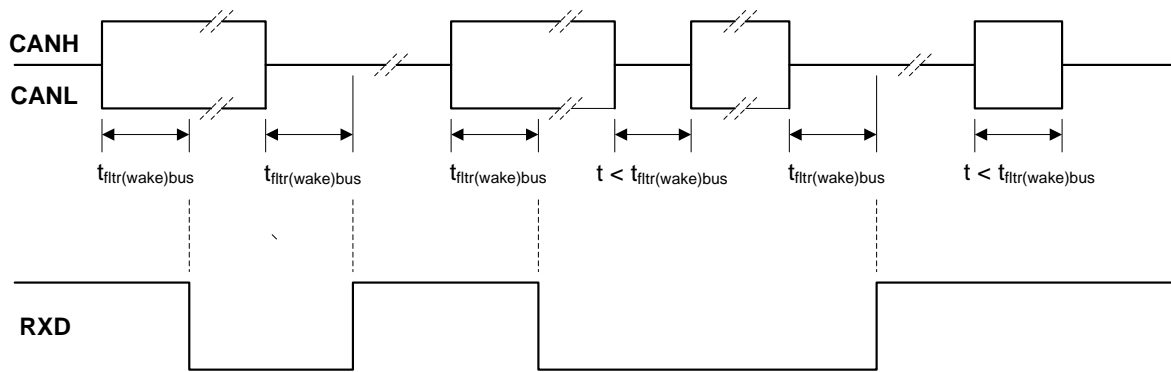 CANH
CANL
tfltr(wake)bus
tfltr(wake)bus
tfltr(wake)bus
t < tfltr(wake)bus
tfltr(wake)bus
t < tfltr(wake)bus
RXD